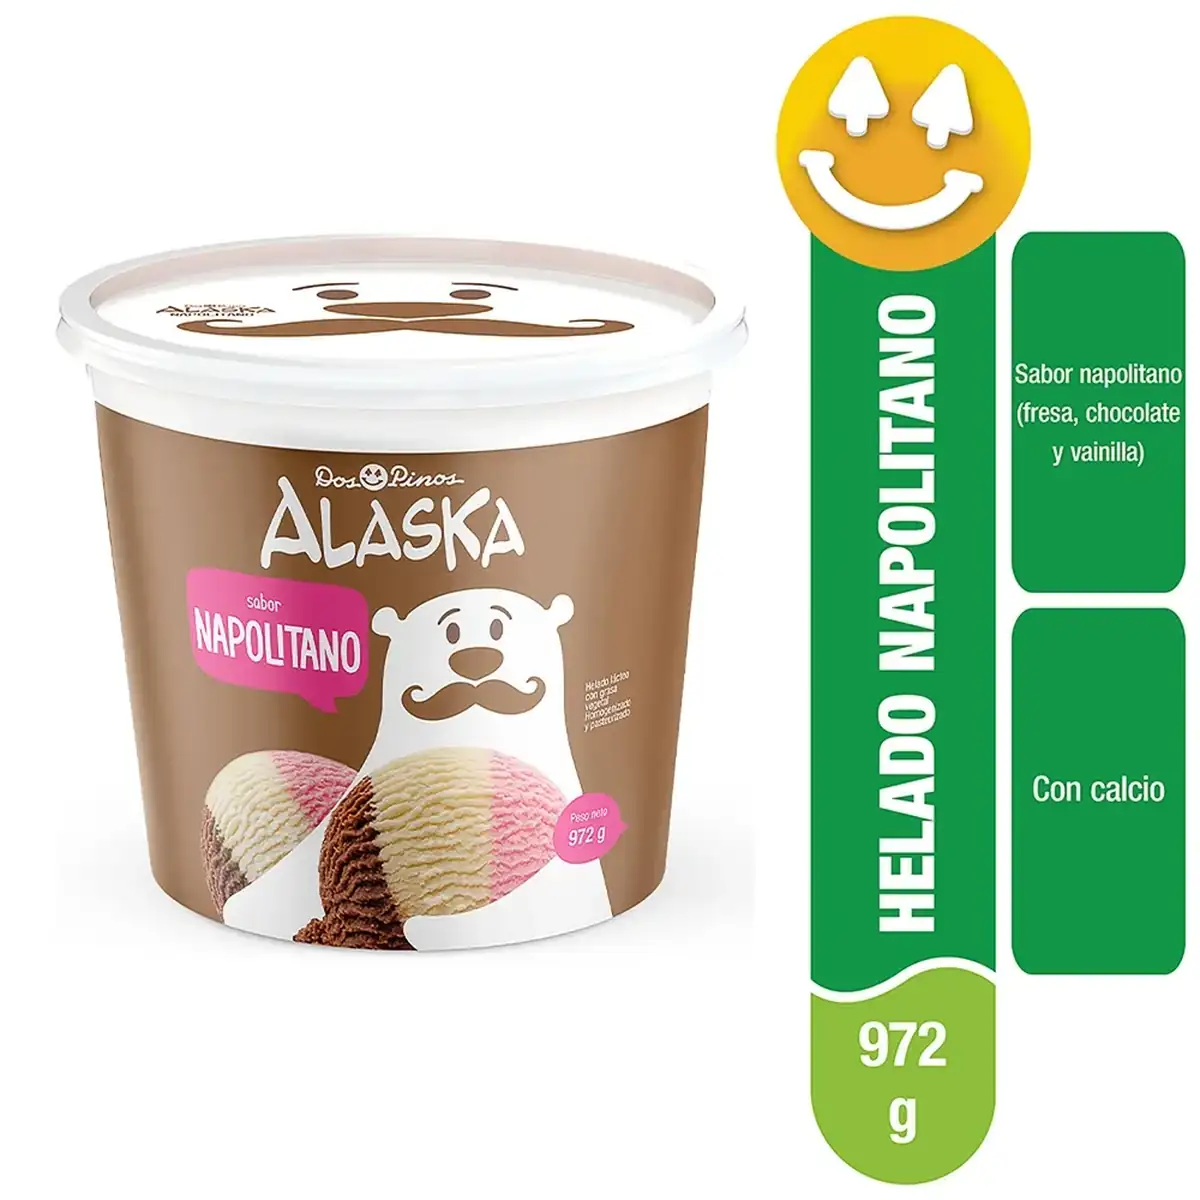 Dos Pinos
ALASKA
NAPOLITANO
Dos Pinos
ALASKA
sabor
NAPOLITANO
Helado lácteo
con grasa
vegetal
Homogenizado
y pasteurizado
Peso neto
972 g
HELADO NAPOLITANO
972
g
Sabor napolitano
(fresa, chocolate
y vainilla)
Con calcio